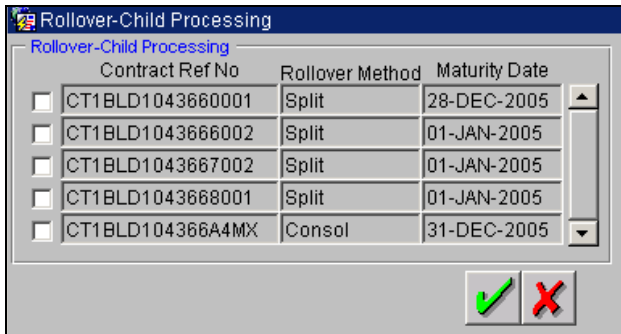 Rollover-Child Processing
Rollover-Child Processing
Contract Ref No Rollover Method Maturity Date
CT1BLD1043660001 Split 28-DEC-2005
CT1BLD1043666002 Split 01-JAN-2005
CT1BLD1043667002 Split 01-JAN-2005
CT1BLD1043668001 Split 01-JAN-2005
CT1BLD104366A4MX Consol 31-DEC-2005